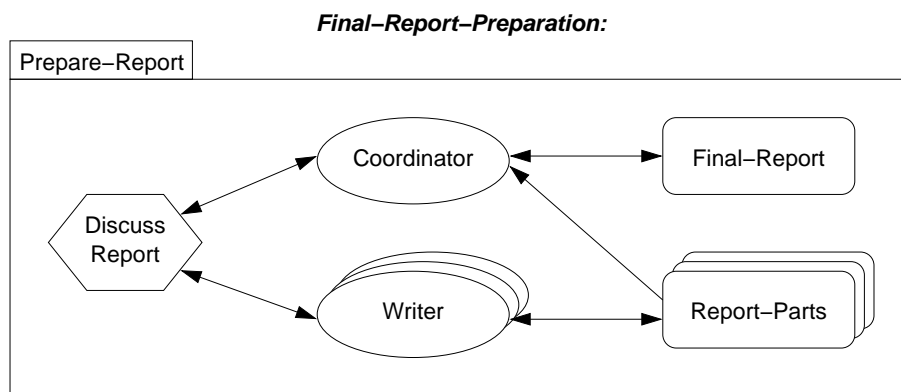 Final–Report–Preparation:
Prepare–Report
Coordinator
Final–Report
Discuss
Report
Writer
Report–Parts